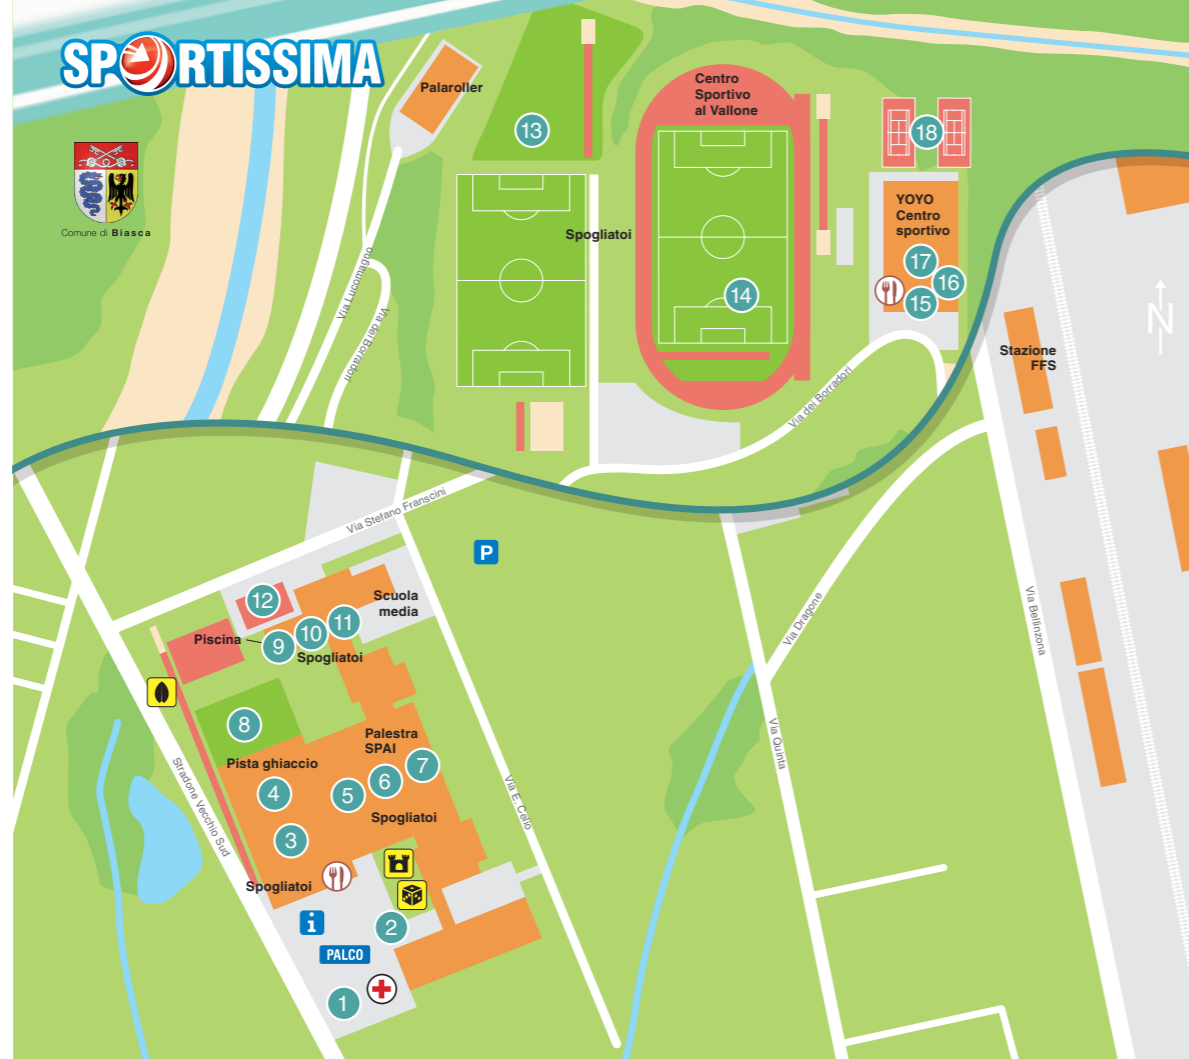 SPORTISSIMA
Comune di Biasca
Palaroller
13
Centro
Sportivo
al Vallone
18
YOYO
Centro
sportivo
17
16
15
Spogliatoi
14
Via Lucomagno
Via dei Borradori
Via dei Borradori
Stazione
FFS
N
Via Stefano Franscini
P
Scuola
media
12
11
10
9
Piscina
Spogliatoi
Via Dragone
Via Bellinzona
8
Palestra
SPAI
7
6
5
Pista ghiaccio
4
3
Spogliatoi
Via Quinta
Via E. Celio
Stradone Vecchio Sud
Spogliatoi
i
2
PALCO
1